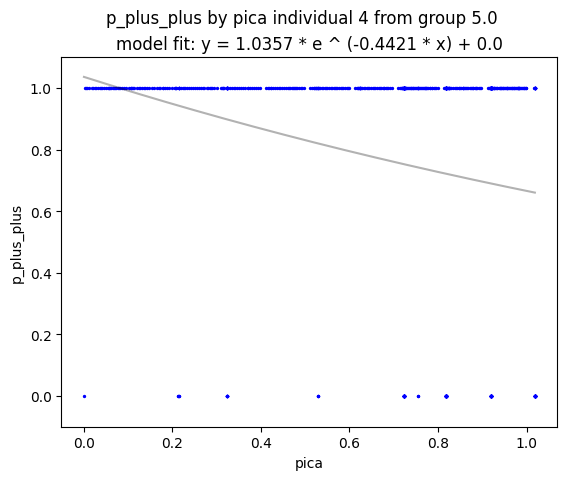 p_plus_plus by pica individual 4 from group 5.0
model fit: y = 1.0357 * e ^ (-0.4421 * x) + 0.0
1.0
0.8
0.6
0.4
0.2
0.0
p_plus_plus
0.0 0.2 0.4 0.6 0.8 1.0
pica